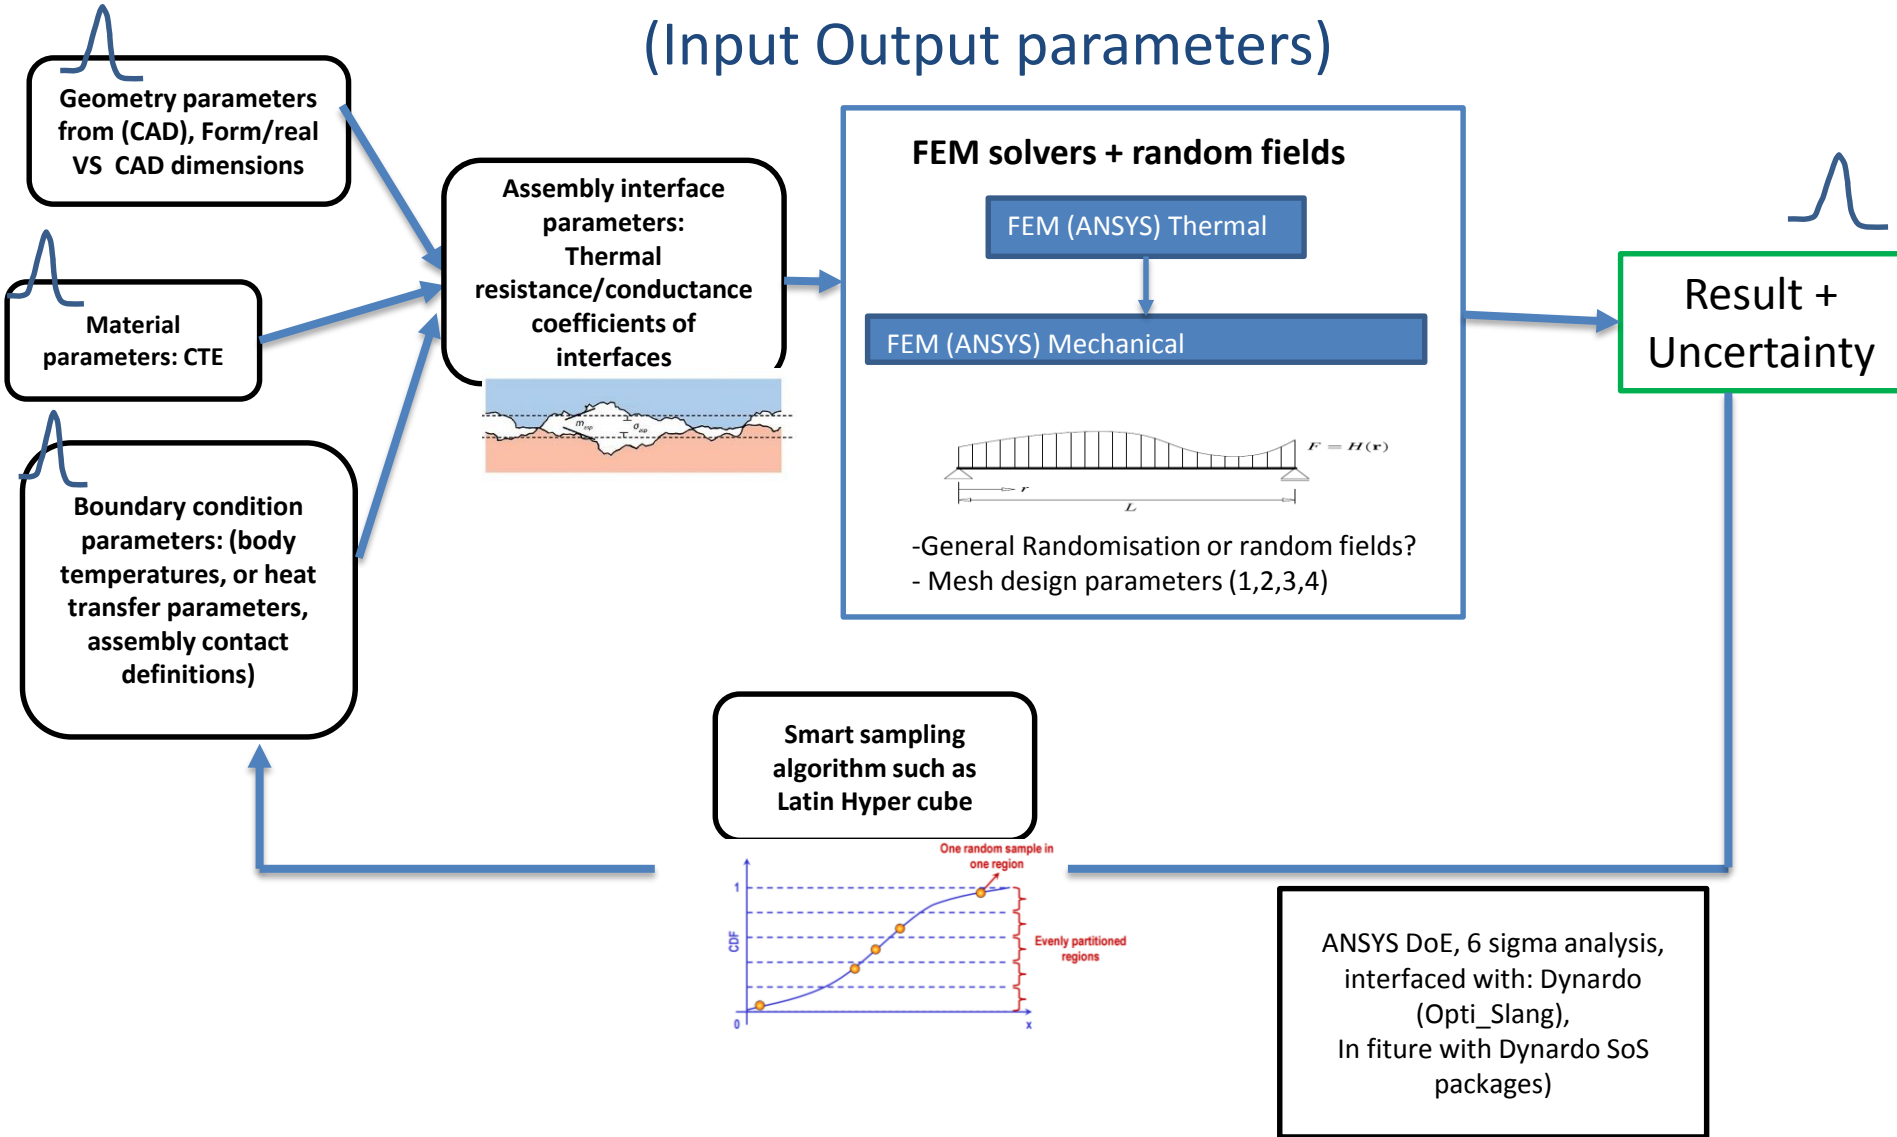 (Input Output parameters)
Geometry parameters
from (CAD), Form/real
VS CAD dimensions
Material
parameters: CTE
Boundary condition
parameters: (body
temperatures, or heat
transfer parameters,
assembly contact
definitions)
Assembly interface
parameters:
Thermal
resistance/conductance
coefficients of
interfaces
m_asp
σ_asp
FEM solvers + random fields
FEM (ANSYS) Thermal
FEM (ANSYS) Mechanical
F = H(r)
r
L
-General Randomisation or random fields?
- Mesh design parameters (1,2,3,4)
Result +
Uncertainty
Smart sampling
algorithm such as
Latin Hyper cube
One random sample in
one region
1
CDF
Evenly partitioned
regions
0
x
ANSYS DoE, 6 sigma analysis,
interfaced with: Dynardo
(Opti_Slang),
In fiture with Dynardo SoS
packages)